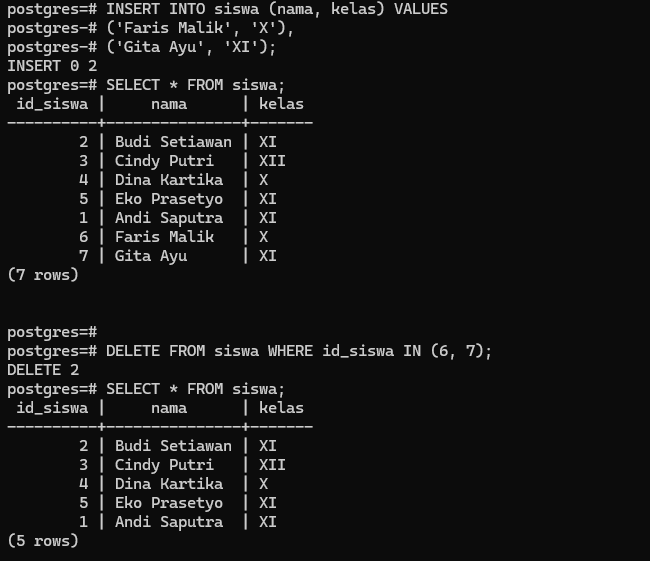 postgres=# INSERT INTO siswa (nama, kelas) VALUES
postgres-# ('Faris Malik', 'X'),
postgres-# ('Gita Ayu', 'XI');
INSERT 0 2
postgres=# SELECT * FROM siswa;
 id_siswa |     nama      | kelas
----------+---------------+-------
        2 | Budi Setiawan | XI
        3 | Cindy Putri   | XII
        4 | Dina Kartika  | X
        5 | Eko Prasetyo  | XI
        1 | Andi Saputra  | XI
        6 | Faris Malik   | X
        7 | Gita Ayu      | XI
(7 rows)
postgres=#
postgres=# DELETE FROM siswa WHERE id_siswa IN (6, 7);
DELETE 2
postgres=# SELECT * FROM siswa;
 id_siswa |     nama      | kelas
----------+---------------+-------
        2 | Budi Setiawan | XI
        3 | Cindy Putri   | XII
        4 | Dina Kartika  | X
        5 | Eko Prasetyo  | XI
        1 | Andi Saputra  | XI
(5 rows)